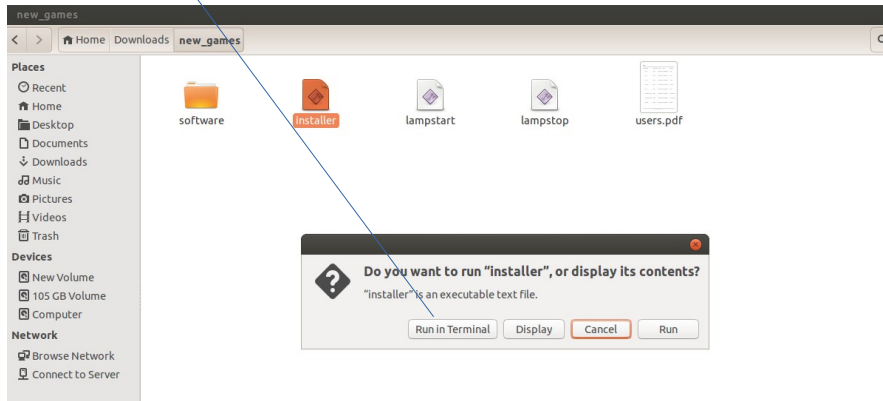 new_games
Home Downloads new_games
Places
Recent
Home
Desktop
Documents
Downloads
Music
Pictures
Videos
Trash
Devices
New Volume
105 GB Volume
Computer
Network
Browse Network
Connect to Server
software installer lampstart lampstop users.pdf
Do you want to run "installer", or display its contents?
"installer" is an executable text file.
Run in Terminal Display Cancel Run